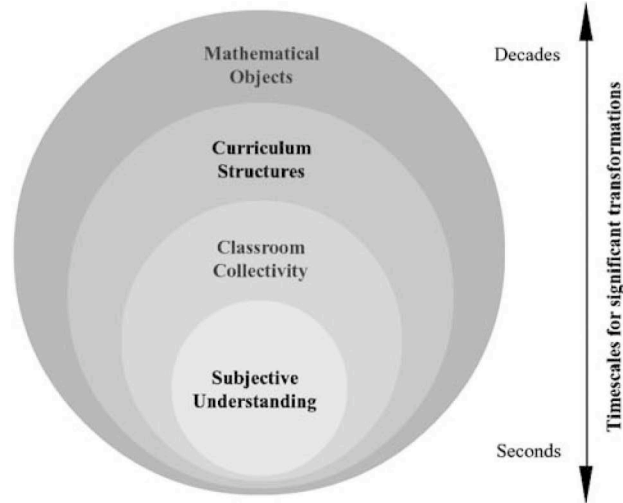 Mathematical
Objects
Decades
Curriculum
Structures
Classroom
Collectivity
Subjective
Understanding
Seconds
Timescales for significant transformations